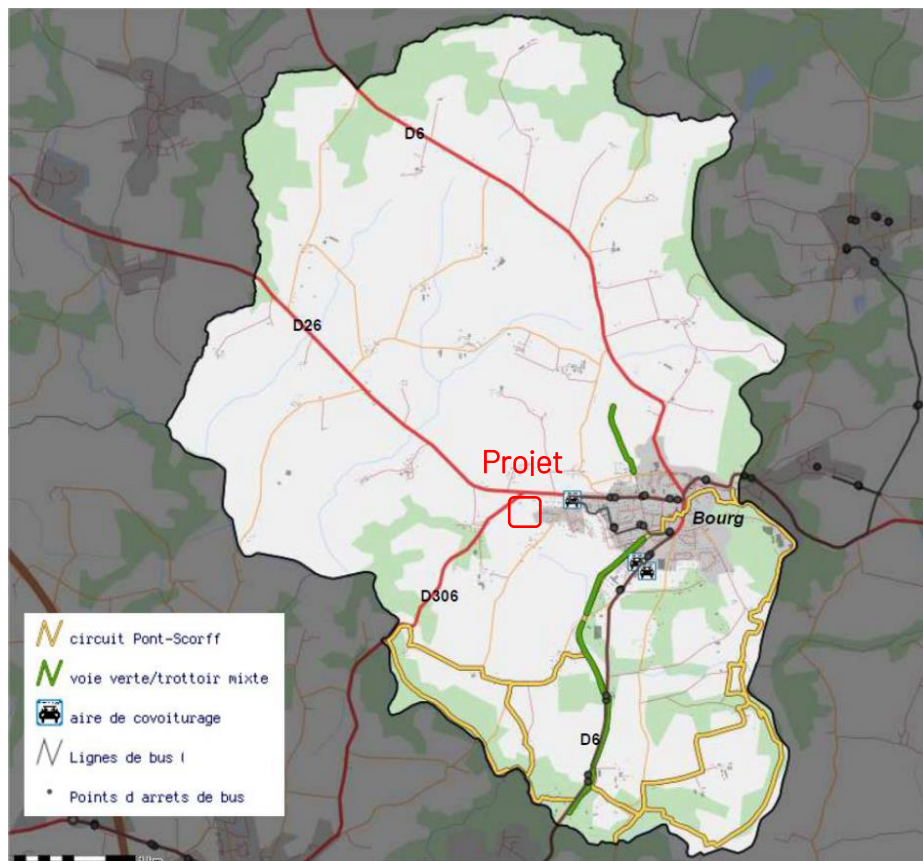 D6
D26
Projet
Bourg
D306
D6
circuit Pont-Scorff
voie verte/trottoir mixte
aire de covoiturage
Lignes de bus (
Points d arrets de bus